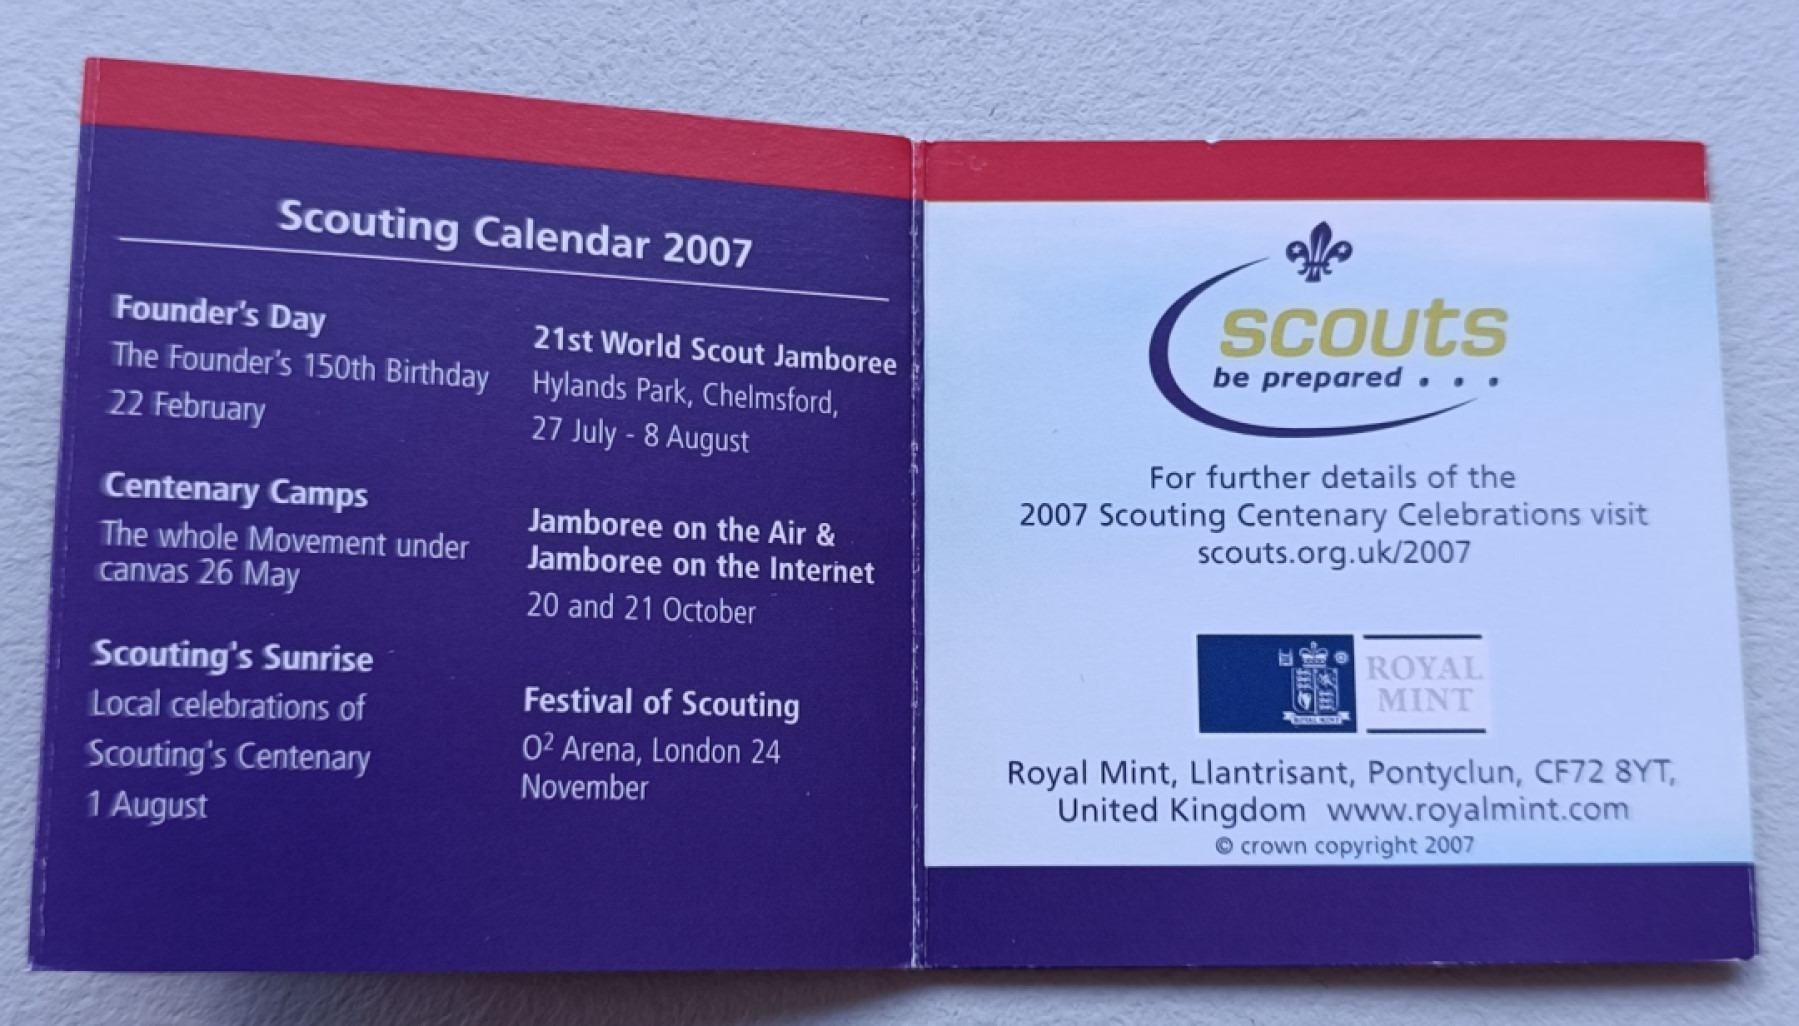 Scouting Calendar 2007
Founder's Day
The Founder's 150th Birthday
22 February
Centenary Camps
The whole Movement under
canvas 26 May
Scouting's Sunrise
Local celebrations of
Scouting's Centenary
1 August
21st World Scout Jamboree
Hylands Park, Chelmsford,
27 July - 8 August
Jamboree on the Air &
Jamboree on the Internet
20 and 21 October
Festival of Scouting
O² Arena, London 24
November
scouts
be prepared . . .
For further details of the
2007 Scouting Centenary Celebrations visit
scouts.org.uk/2007
ROYAL MINT
ROYAL
MINT
Royal Mint, Llantrisant, Pontyclun, CF72 8YT,
United Kingdom www.royalmint.com
© crown copyright 2007